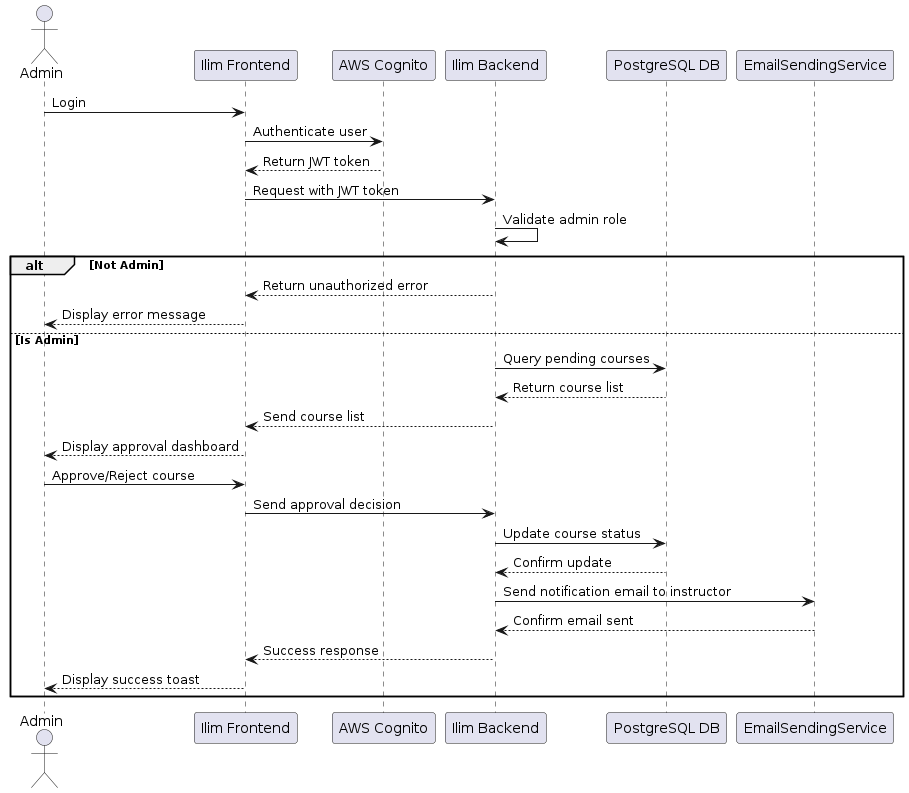 Admin
Ilim Frontend
AWS Cognito
Ilim Backend
PostgreSQL DB
EmailSendingService
Login
Authenticate user
Return JWT token
Request with JWT token
Validate admin role
alt
[Not Admin]
Return unauthorized error
Display error message
[Is Admin]
Query pending courses
Return course list
Send course list
Display approval dashboard
Approve/Reject course
Send approval decision
Update course status
Confirm update
Send notification email to instructor
Confirm email sent
Success response
Display success toast
Admin
Ilim Frontend
AWS Cognito
Ilim Backend
PostgreSQL DB
EmailSendingService